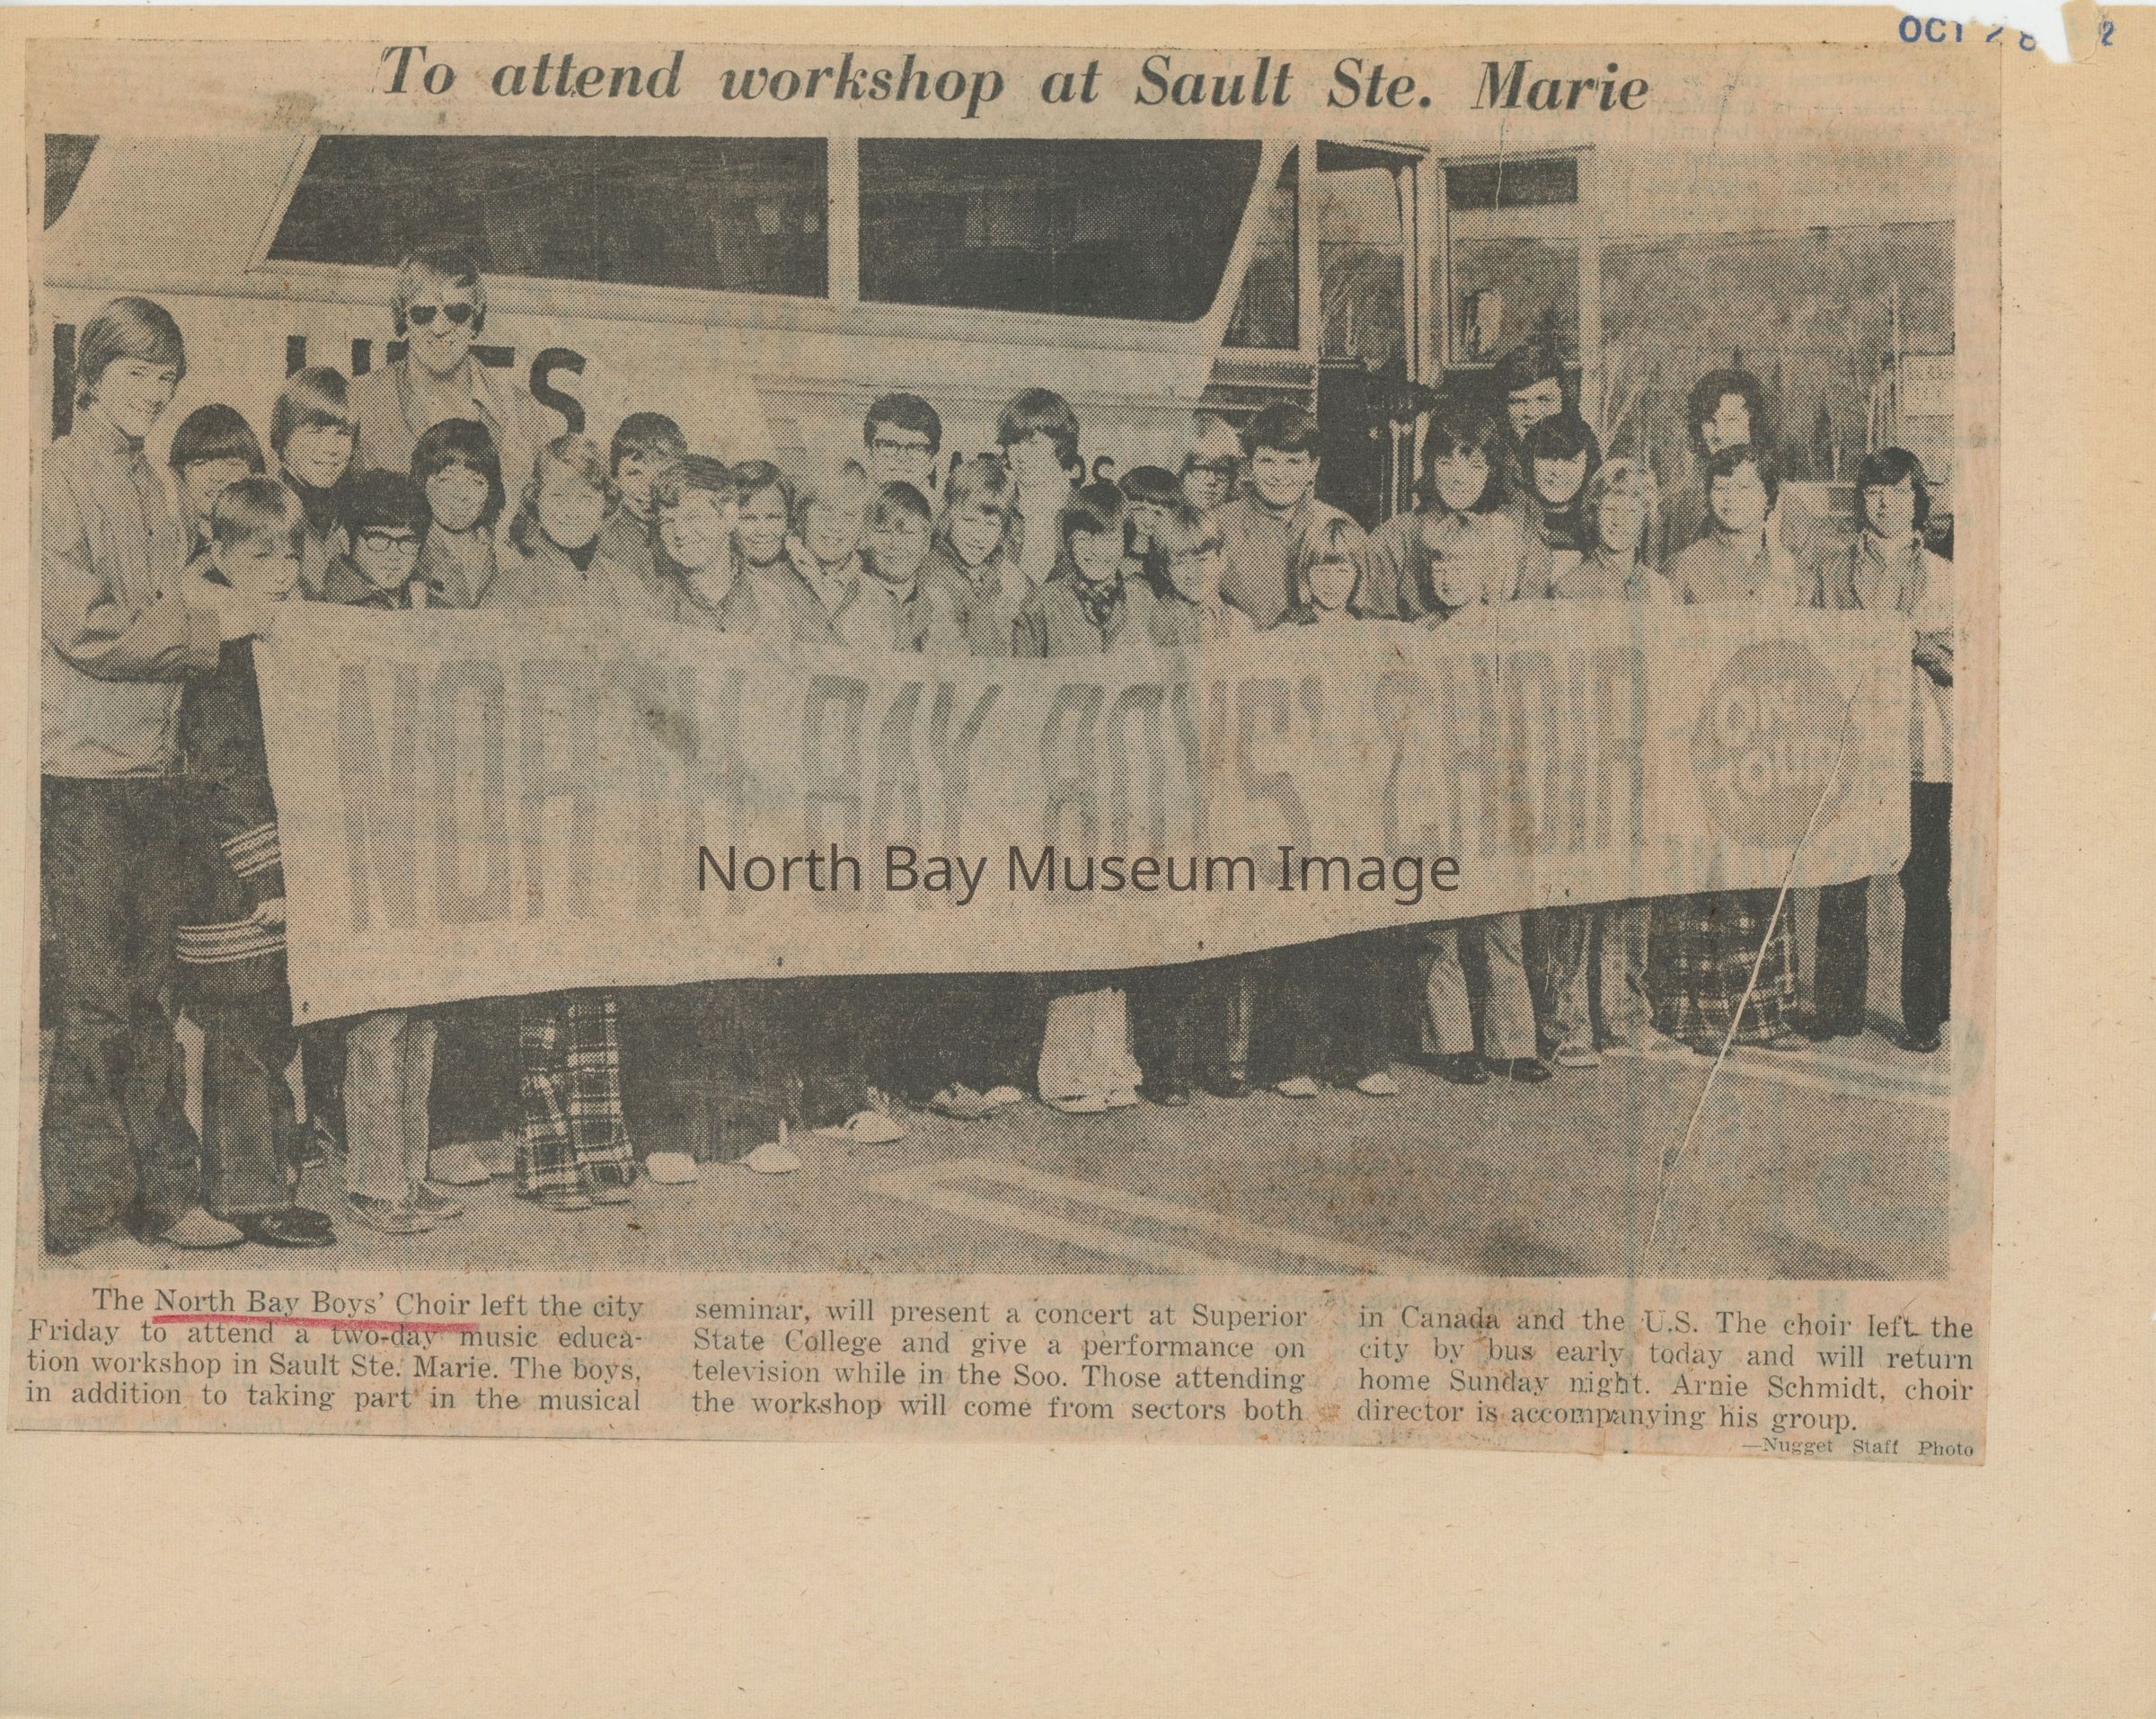 OCT 2
To attend workshop at Sault Ste. Marie
NORTH BAY BOYS' CHOIR
ON
TOUR
North Bay Museum Image
The North Bay Boys' Choir left the city
Friday to attend a two-day music educa-
tion workshop in Sault Ste. Marie. The boys,
in addition to taking part in the musical
seminar, will present a concert at Superior
State College and give a performance on
television while in the Soo. Those attending
the workshop will come from sectors both
in Canada and the U.S. The choir left the
city by bus early today and will return
home Sunday night. Arnie Schmidt, choir
director is accompanying his group.
—Nugget Staff Photo